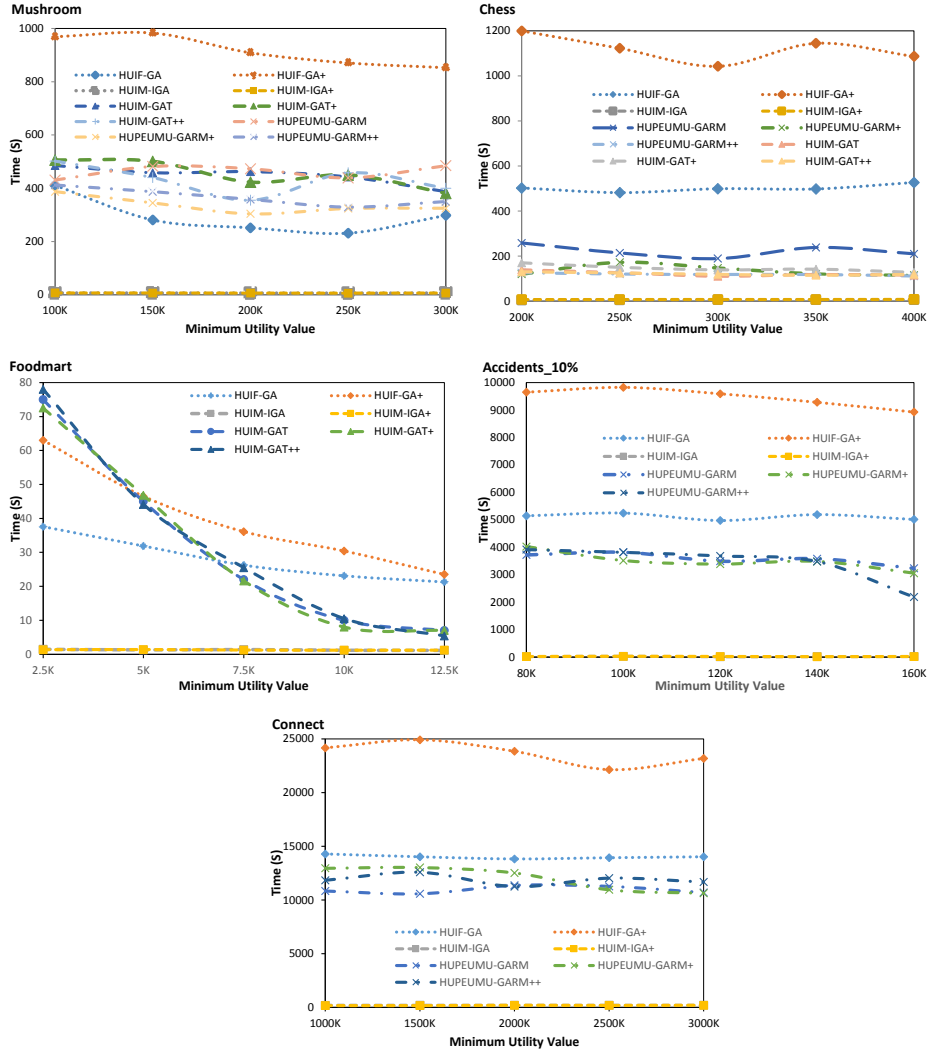 Mushroom
1000
800
600
400
200
0
Time (S)
HUIF-GA
HUIF-GA+
HUIM-IGA
HUIM-IGA+
HUIM-GAT
HUIM-GAT+
HUIM-GAT++
HUPEUMU-GARM
HUPEUMU-GARM+
HUPEUMU-GARM++
100K 150K 200K 250K 300K
Minimum Utility Value
Chess
1200
1000
800
600
400
200
0
Time (S)
HUIF-GA
HUIF-GA+
HUIM-IGA
HUIM-IGA+
HUPEUMU-GARM
HUPEUMU-GARM+
HUPEUMU-GARM++
HUIM-GAT
HUIM-GAT+
HUIM-GAT++
200K 250K 300K 350K 400K
Minimum Utility Value
Foodmart
80
70
60
50
40
30
20
10
0
Time (S)
HUIF-GA
HUIF-GA+
HUIM-IGA
HUIM-IGA+
HUIM-GAT
HUIM-GAT+
HUIM-GAT++
2.5K 5K 7.5K 10K 12.5K
Minimum Utility Value
Accidents_10%
10000
9000
8000
7000
6000
5000
4000
3000
2000
1000
0
Time (S)
HUIF-GA
HUIF-GA+
HUIM-IGA
HUIM-IGA+
HUPEUMU-GARM
HUPEUMU-GARM+
HUPEUMU-GARM++
80K 100K 120K 140K 160K
Minimum Utility Value
Connect
25000
20000
15000
10000
5000
0
Time (S)
HUIF-GA
HUIF-GA+
HUIM-IGA
HUIM-IGA+
HUPEUMU-GARM
HUPEUMU-GARM+
HUPEUMU-GARM++
1000K 1500K 2000K 2500K 3000K
Minimum Utility Value